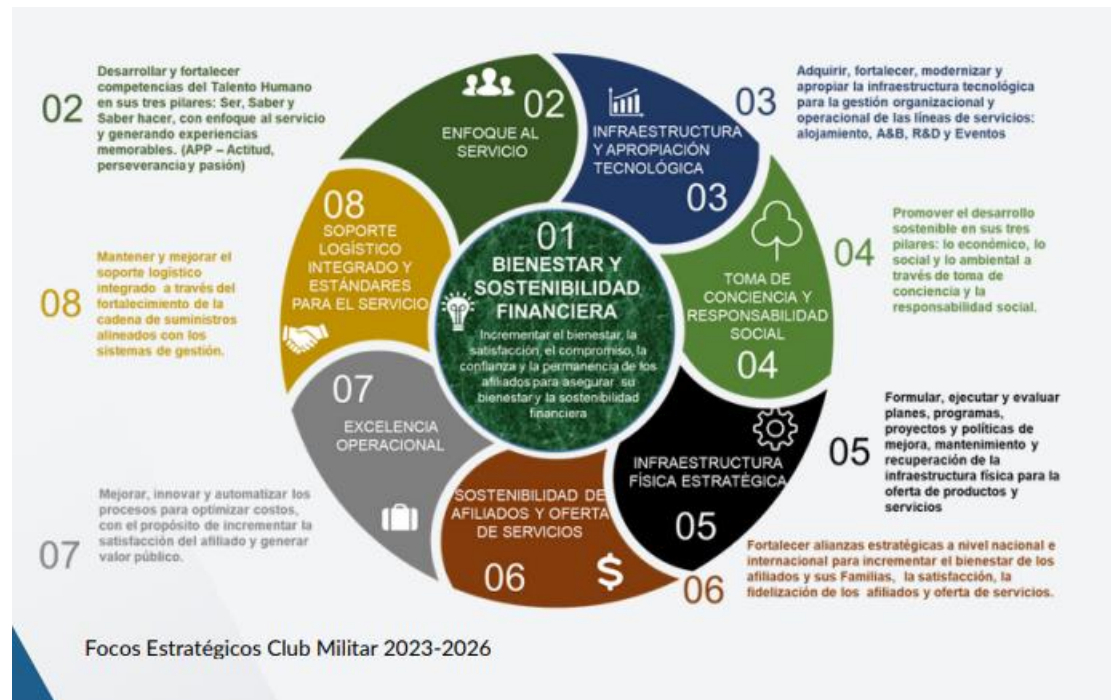 02
Desarrollar y fortalecer
competencias del Talento Humano
en sus tres pilares: Ser, Saber y
Saber hacer, con enfoque al servicio
y generando experiencias
memorables. (APP – Actitud,
perseverancia y pasión)
02
ENFOQUE AL
SERVICIO
INFRAESTRUCTURA
Y APROPIACIÓN
TECNOLÓGICA
03
03
Adquirir, fortalecer, modernizar y
apropiar la infraestructura tecnológica
para la gestión organizacional y
operacional de las líneas de servicios:
alojamiento, A&B, R&D y Eventos
08
SOPORTE
LOGÍSTICO
INTEGRADO Y
ESTÁNDARES
PARA EL SERVICIO
01
BIENESTAR Y
SOSTENIBILIDAD
FINANCIERA
Incrementar el bienestar, la
satisfacción, el compromiso, la
confianza y la permanencia de los
afiliados para asegurar su
bienestar y la sostenibilidad
financiera
TOMA DE
CONCIENCIA Y
RESPONSABILIDAD
SOCIAL
04
04
Promover el desarrollo
sostenible en sus tres
pilares: lo económico, lo
social y lo ambiental a
través de toma de
conciencia y la
responsabilidad social.
08
Mantener y mejorar el
soporte logístico
integrado a través del
fortalecimiento de la
cadena de suministros
alineados con los
sistemas de gestión.
07
EXCELENCIA
OPERACIONAL
INFRAESTRUCTURA
FÍSICA ESTRATÉGICA
05
05
Formular, ejecutar y evaluar
planes, programas,
proyectos y políticas de
mejora, mantenimiento y
recuperación de la
infraestructura física para la
oferta de productos y
servicios
07
Mejorar, innovar y automatizar los
procesos para optimizar costos,
con el propósito de incrementar la
satisfacción del afiliado y generar
valor público.
SOSTENIBILIDAD DE
AFILIADOS Y OFERTA
DE SERVICIOS
06
$
06
Fortalecer alianzas estratégicas a nivel nacional e
internacional para incrementar el bienestar de los
afiliados y sus Familias, la satisfacción, la
fidelización de los afiliados y oferta de servicios.
Focos Estratégicos Club Militar 2023-2026